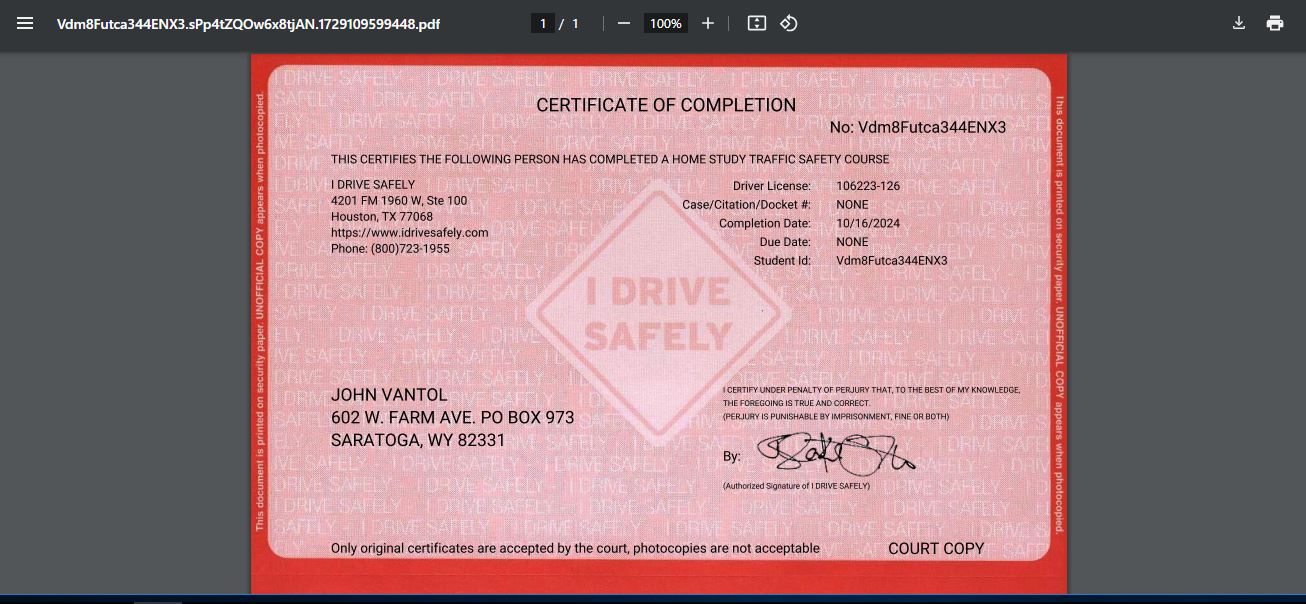 Vdm8Futca344ENX3.sPp4tZQOw6x8tjAN.1729109599448.pdf
1 / 1
100%
CERTIFICATE OF COMPLETION
No: Vdm8Futca344ENX3
THIS CERTIFIES THE FOLLOWING PERSON HAS COMPLETED A HOME STUDY TRAFFIC SAFETY COURSE
I DRIVE SAFELY
4201 FM 1960 W, Ste 100
Houston, TX 77068
https://www.idrivesafely.com
Phone: (800)723-1955
Driver License: 106223-126
Case/Citation/Docket #: NONE
Completion Date: 10/16/2024
Due Date: NONE
Student Id: Vdm8Futca344ENX3
I DRIVE
SAFELY
JOHN VANTOL
602 W. FARM AVE. PO BOX 973
SARATOGA, WY 82331
I CERTIFY UNDER PENALTY OF PERJURY THAT, TO THE BEST OF MY KNOWLEDGE,
THE FOREGOING IS TRUE AND CORRECT.
(PERJURY IS PUNISHABLE BY IMPRISONMENT, FINE OR BOTH)
By:
(Authorized Signature of I DRIVE SAFELY)
Only original certificates are accepted by the court, photocopies are not acceptable
COURT COPY
This document is printed on security paper. UNOFFICIAL COPY appears when photocopied.
This document is printed on security paper. UNOFFICIAL COPY appears when photocopied.